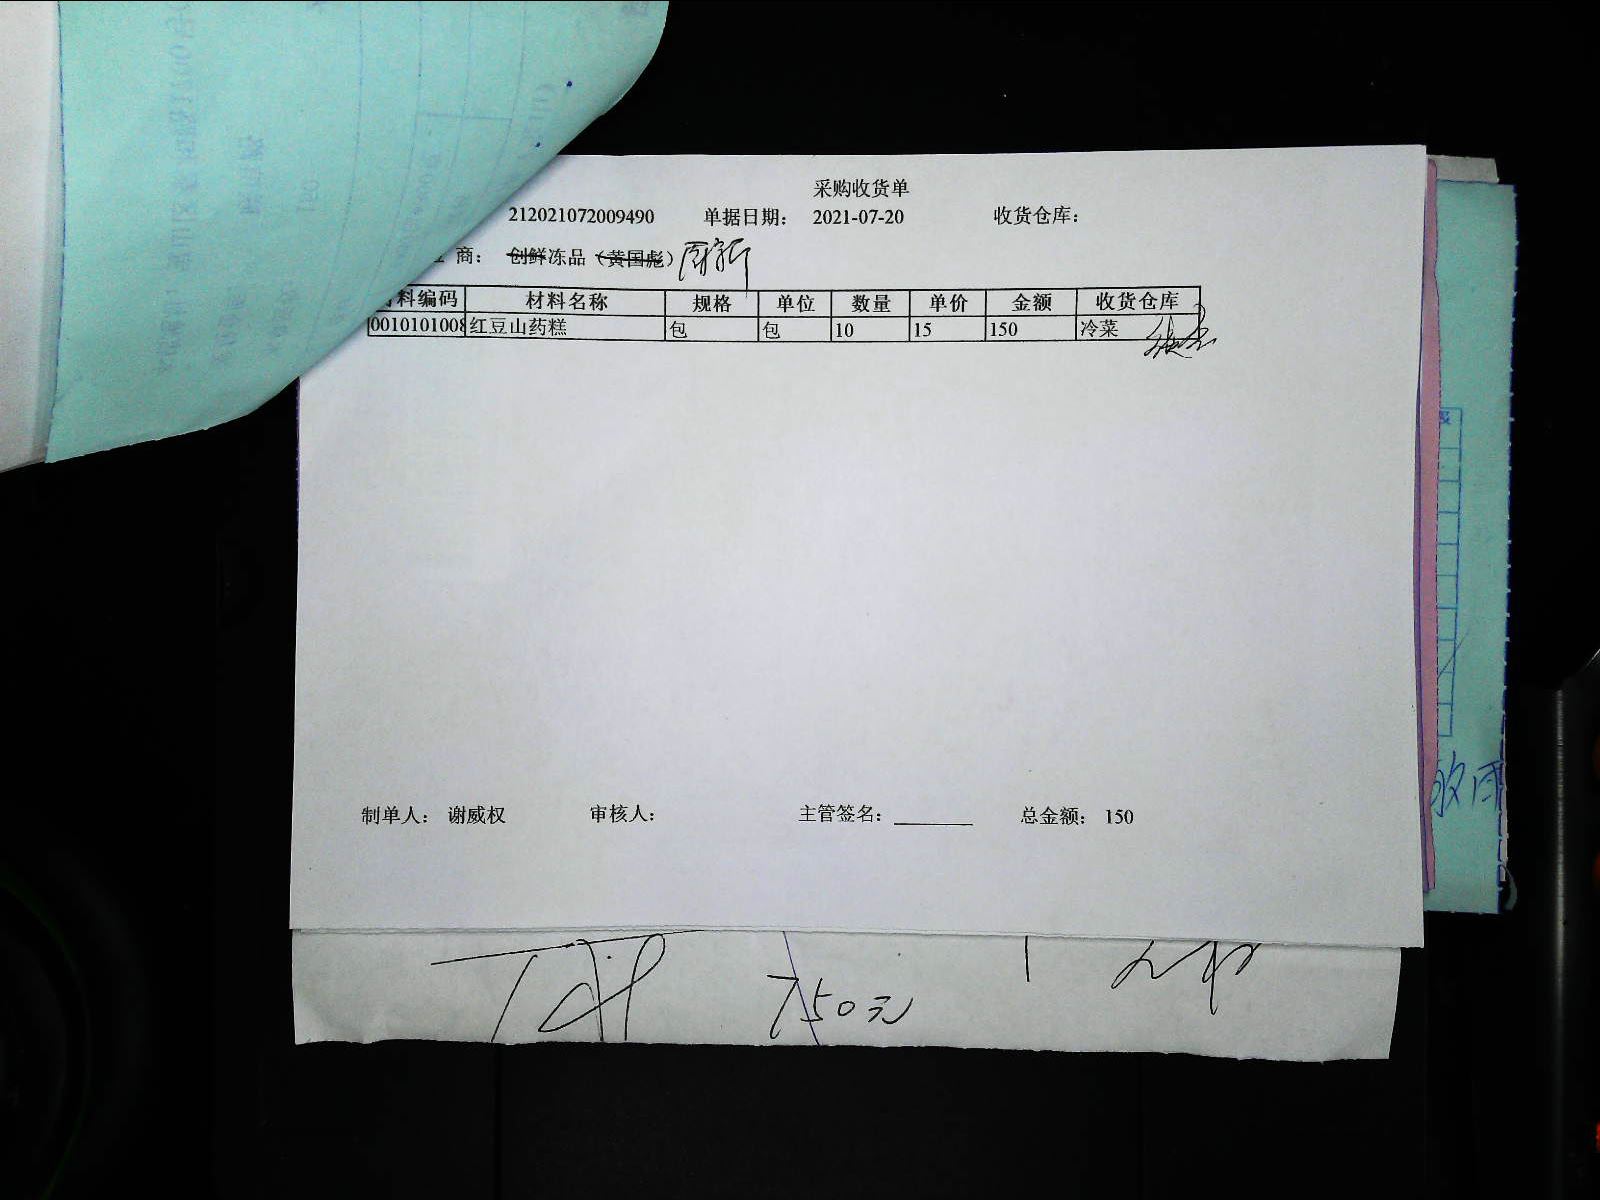 采购收货单
212021072009490 单据日期： 2021-07-20 收货仓库：
商： 创鲜冻品（黄国彪）
料编码 材料名称 规格 单位 数量 单价 金额 收货仓库
0010101008 红豆山药糕 包 包 10 15 150 冷菜
制单人： 谢威权 审核人： 主管签名： 总金额： 150
750元